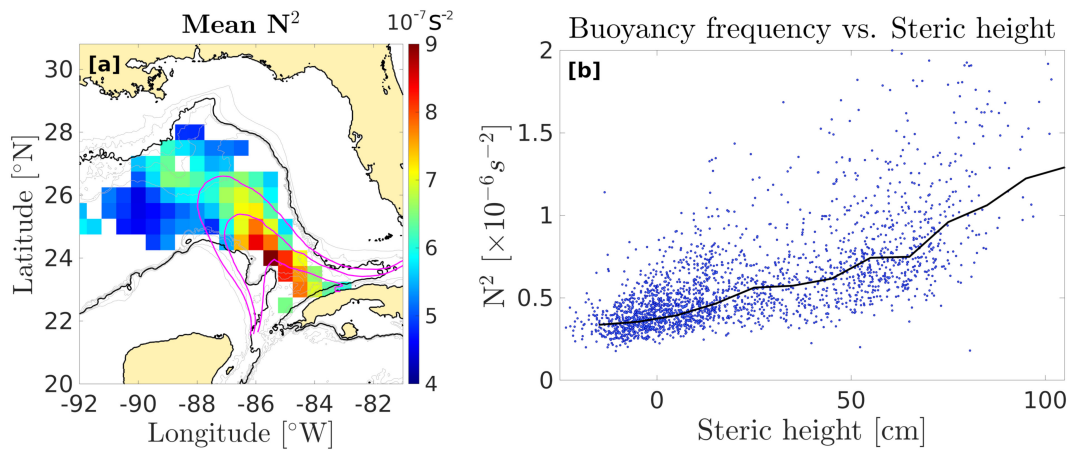 Mean N²
10⁻⁷S⁻²
[a]
30
28
26
24
22
20
Latitude [°N]
-92
-90
-88
-86
-84
-82
Longitude [°W]
9
8
7
6
5
4
Buoyancy frequency vs. Steric height
[b]
2
1.5
1
0.5
0
N² [×10⁻⁶s⁻²]
0
50
100
Steric height [cm]